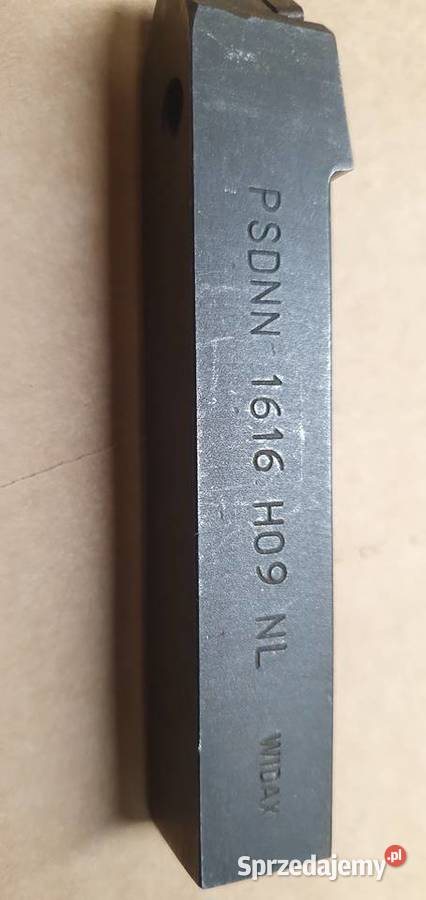 PSDNN 1616 H09 NL WIDAX
Sprzedajemy.pl